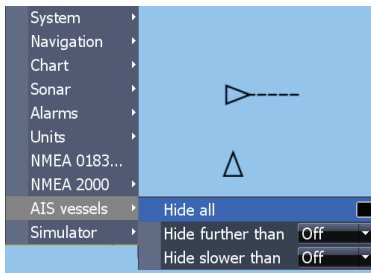 System
Navigation
Chart
Sonar
Alarms
Units
NMEA 0183...
NMEA 2000
AIS vessels
Simulator
Hide all
Hide further than Off
Hide slower than Off